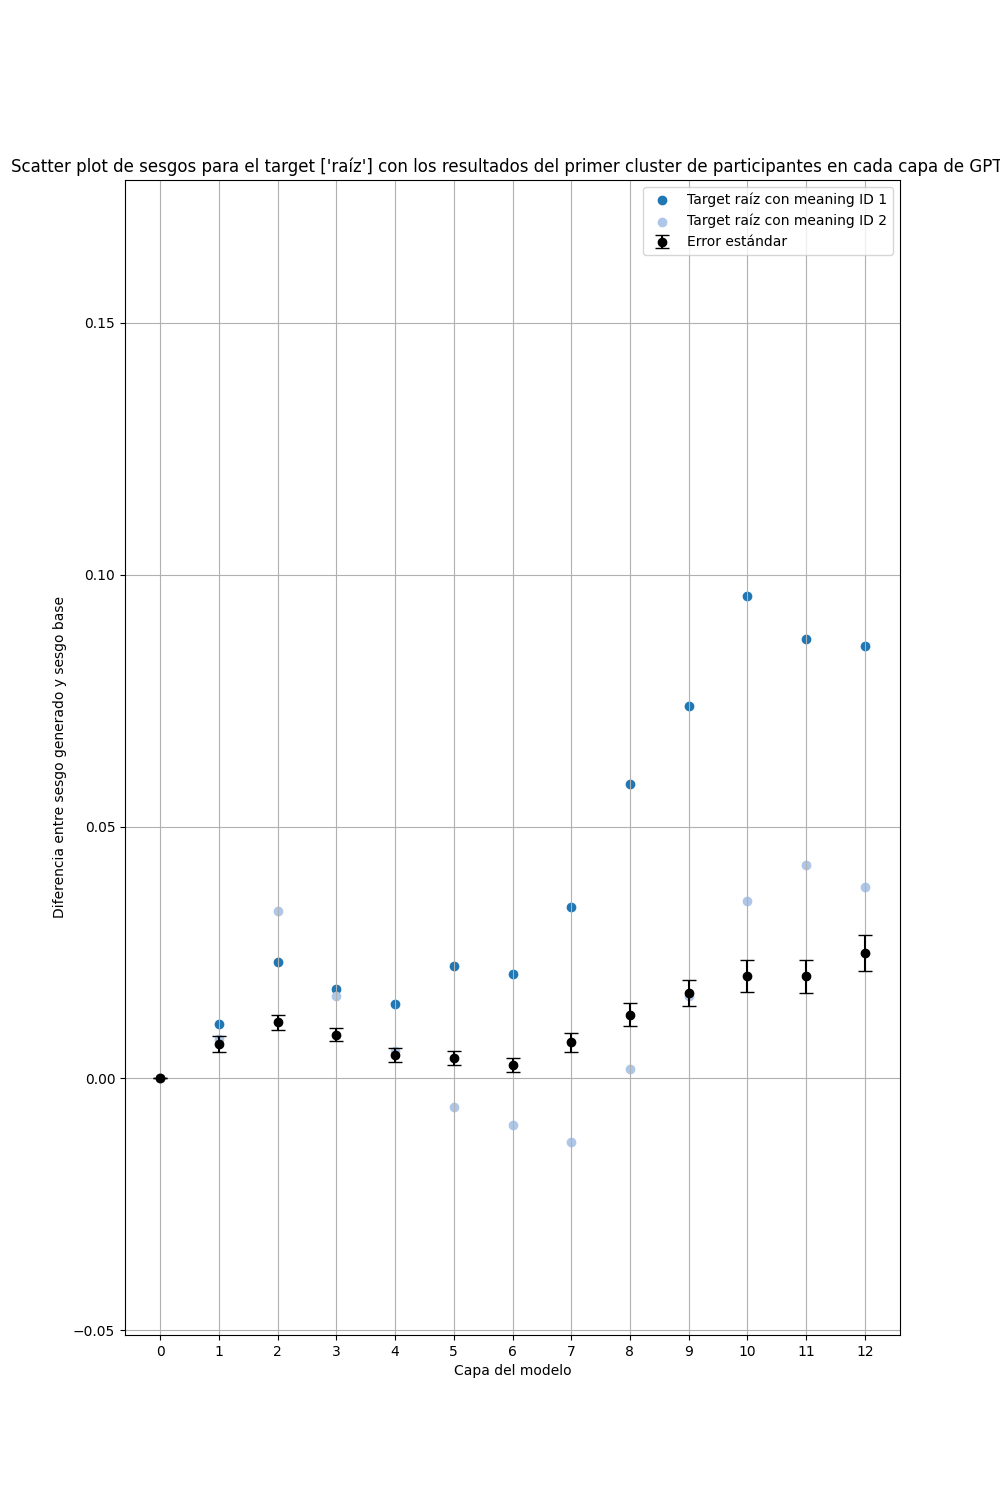 Scatter plot de sesgos para el target ['raíz'] con los resultados del primer cluster de participantes en cada capa de GPT
Target raíz con meaning ID 1
Target raíz con meaning ID 2
Error estándar
0.15
0.10
0.05
0.00
−0.05
Diferencia entre sesgo generado y sesgo base
0 1 2 3 4 5 6 7 8 9 10 11 12
Capa del modelo